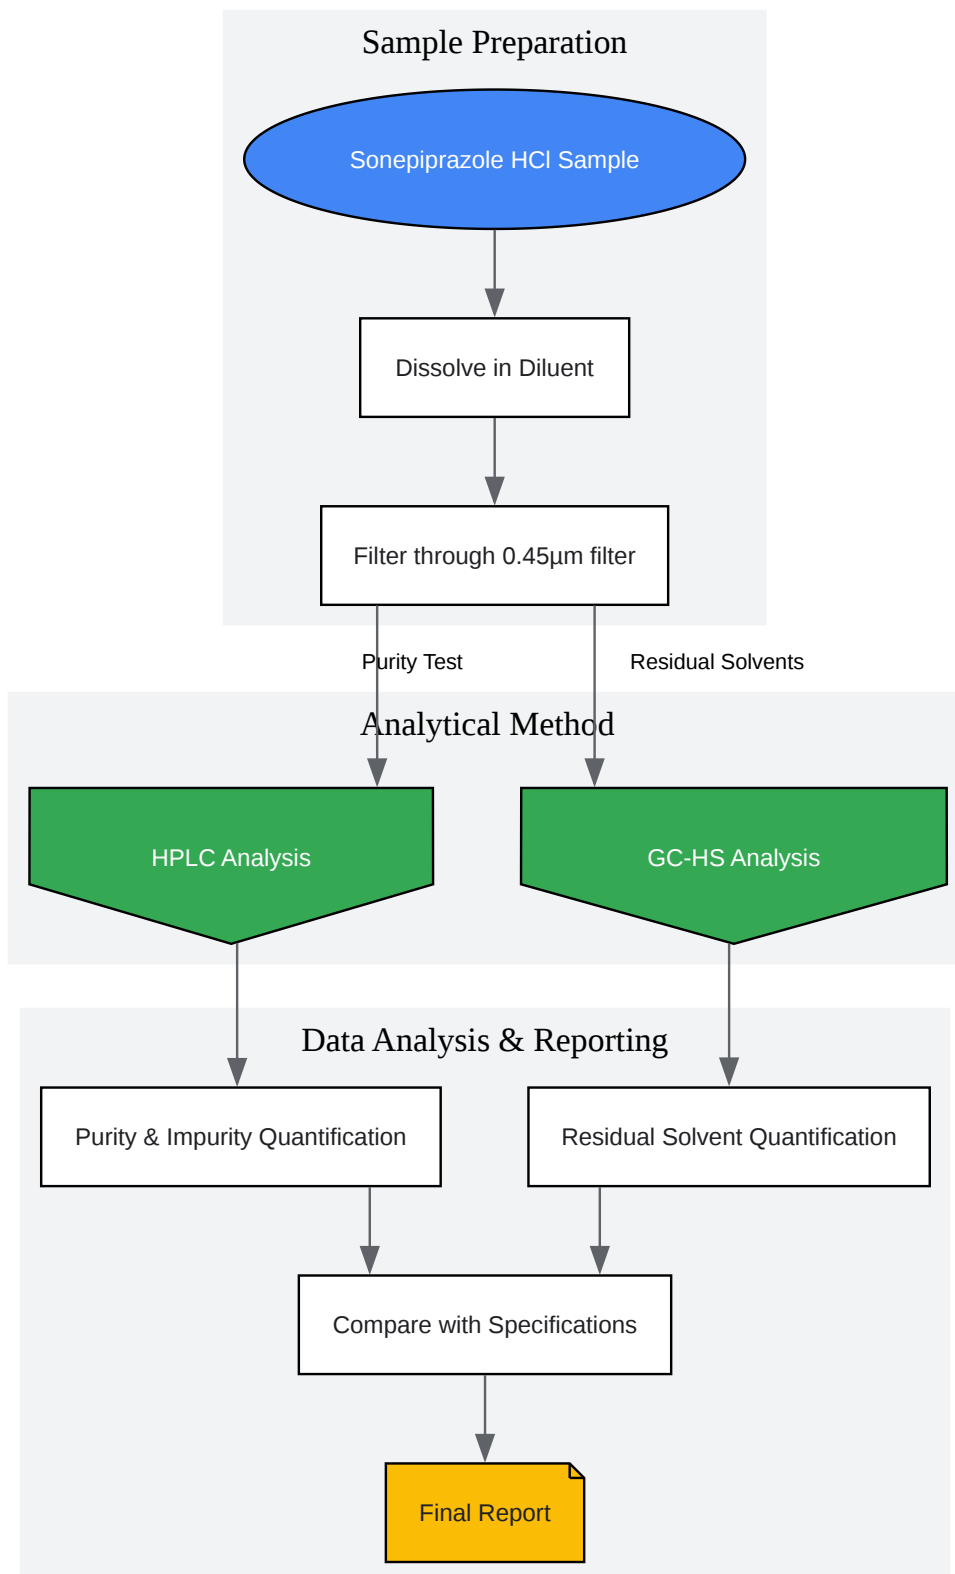 Sample Preparation
Sonepiprazole HCl Sample
Dissolve in Diluent
Filter through 0.45µm filter
Purity Test
Residual Solvents
Analytical Method
HPLC Analysis
GC-HS Analysis
Data Analysis & Reporting
Purity & Impurity Quantification
Residual Solvent Quantification
Compare with Specifications
Final Report